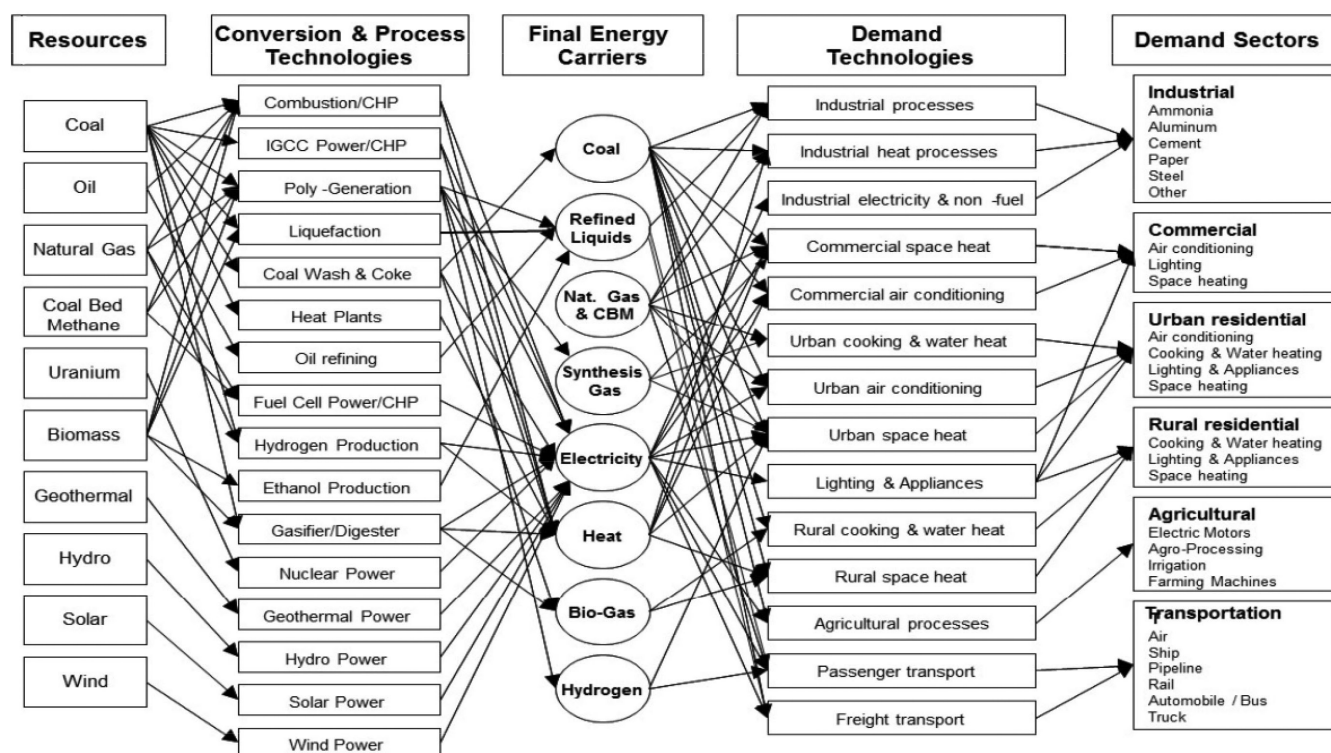 Resources
Conversion & Process
Technologies
Final Energy
Carriers
Demand
Technologies
Demand Sectors
Coal
Oil
Natural Gas
Coal Bed
Methane
Uranium
Biomass
Geothermal
Hydro
Solar
Wind
Combustion/CHP
IGCC Power/CHP
Poly -Generation
Liquefaction
Coal Wash & Coke
Heat Plants
Oil refining
Fuel Cell Power/CHP
Hydrogen Production
Ethanol Production
Gasifier/Digester
Nuclear Power
Geothermal Power
Hydro Power
Solar Power
Wind Power
Coal
Refined
Liquids
Nat. Gas
& CBM
Synthesis
Gas
Electricity
Heat
Bio-Gas
Hydrogen
Industrial processes
Industrial heat processes
Industrial electricity & non -fuel
Commercial space heat
Commercial air conditioning
Urban cooking & water heat
Urban air conditioning
Urban space heat
Lighting & Appliances
Rural cooking & water heat
Rural space heat
Agricultural processes
Passenger transport
Freight transport
Industrial
Ammonia
Aluminum
Cement
Paper
Steel
Other
Commercial
Air conditioning
Lighting
Space heating
Urban residential
Air conditioning
Cooking & Water heating
Lighting & Appliances
Space heating
Rural residential
Cooking & Water heating
Lighting & Appliances
Space heating
Agricultural
Electric Motors
Agro-Processing
Irrigation
Farming Machines
Transportation
Air
Ship
Pipeline
Rail
Automobile / Bus
Truck